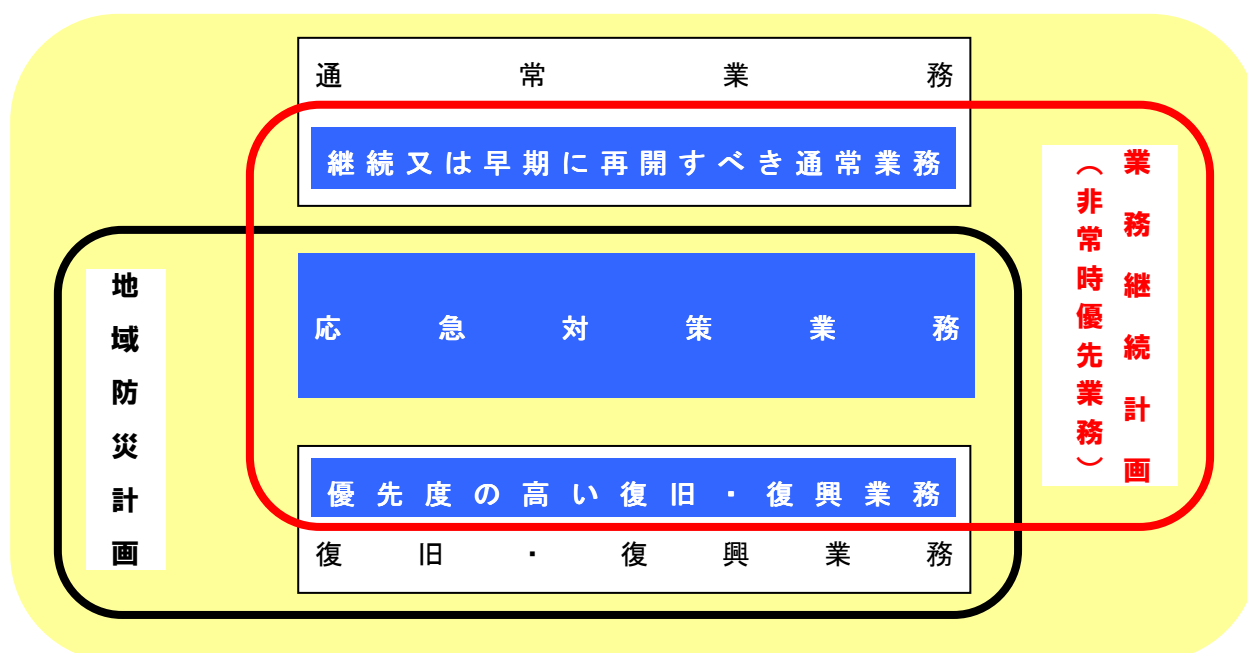 通常業務
継続又は早期に再開すべき通常業務
業務継続計画
（非常時優先業務）
地域防災計画
応急対策業務
優先度の高い復旧・復興業務
復旧・復興業務